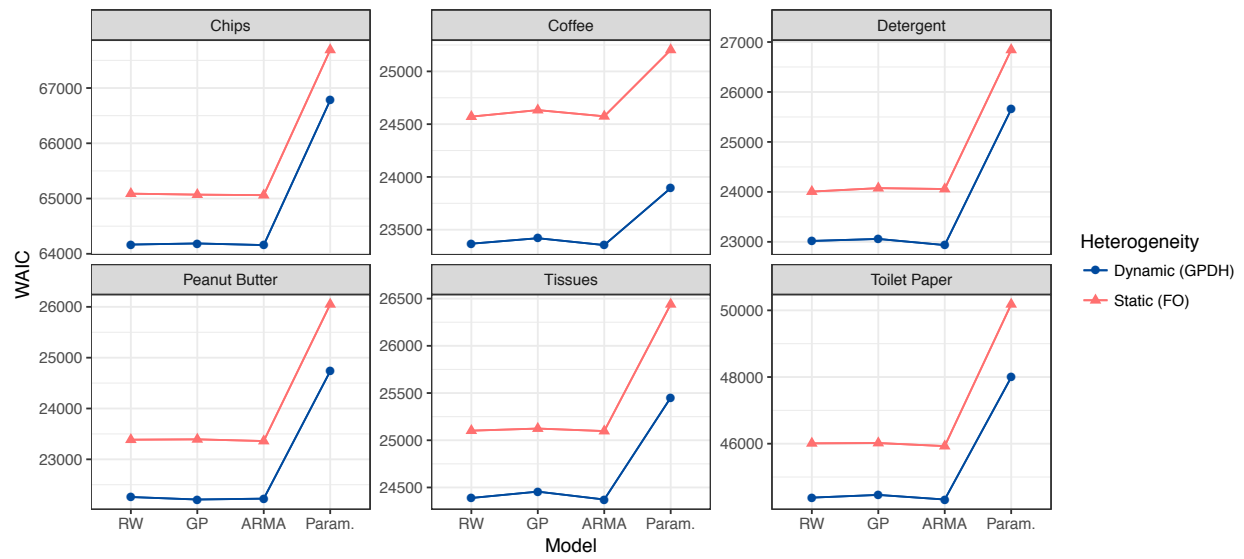 Chips
Coffee
Detergent
67000
66000
65000
64000
25000
24500
24000
23500
27000
26000
25000
24000
23000
Peanut Butter
Tissues
Toilet Paper
26000
25000
24000
23000
26500
26000
25500
25000
24500
50000
48000
46000
RW GP ARMA Param.
RW GP ARMA Param.
RW GP ARMA Param.
WAIC
Model
Heterogeneity
Dynamic (GPDH)
Static (FO)